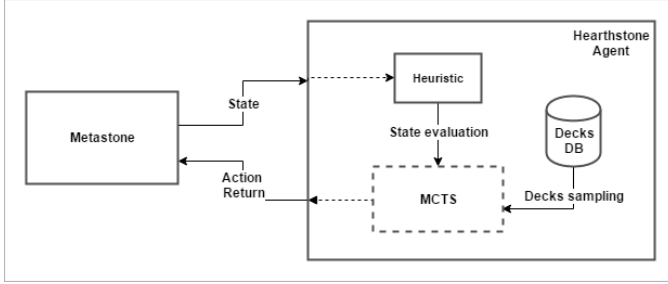 Hearthstone
Agent
Heuristic
State
Metastone
State evaluation
Decks
DB
Action
Return
MCTS
Decks sampling